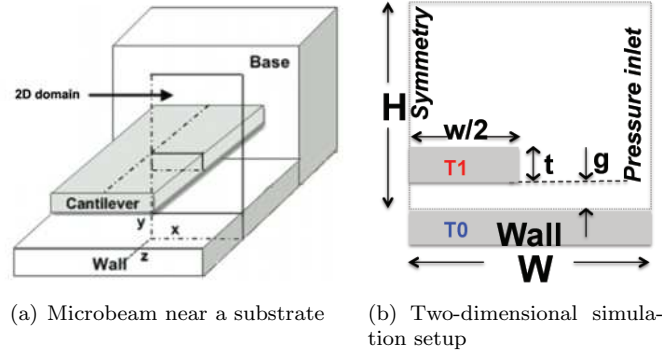 Base
2D domain
Cantilever
y
x
Wall
z
(a) Microbeam near a substrate
Symmetry
Pressure inlet
H
w/2
T1
t
g
T0
Wall
W
(b) Two-dimensional simula-
tion setup